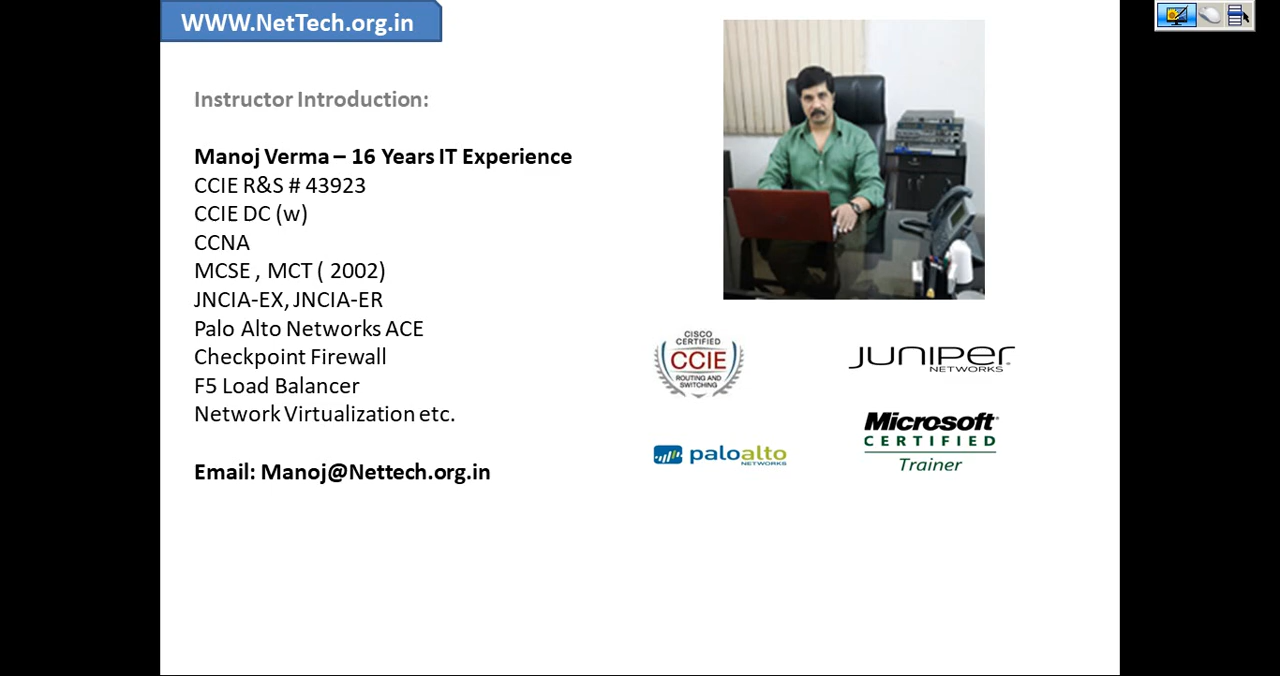 WWW.NetTech.org.in
Instructor Introduction:
Manoj Verma – 16 Years IT Experience
CCIE R&S # 43923
CCIE DC (w)
CCNA
MCSE , MCT ( 2002)
JNCIA-EX, JNCIA-ER
Palo Alto Networks ACE
Checkpoint Firewall
F5 Load Balancer
Network Virtualization etc.
Email: Manoj@Nettech.org.in
CISCO
CERTIFIED
CCIE
ROUTING AND
SWITCHING
JUNIPER
NETWORKS
paloalto
NETWORKS
Microsoft
CERTIFIED
Trainer